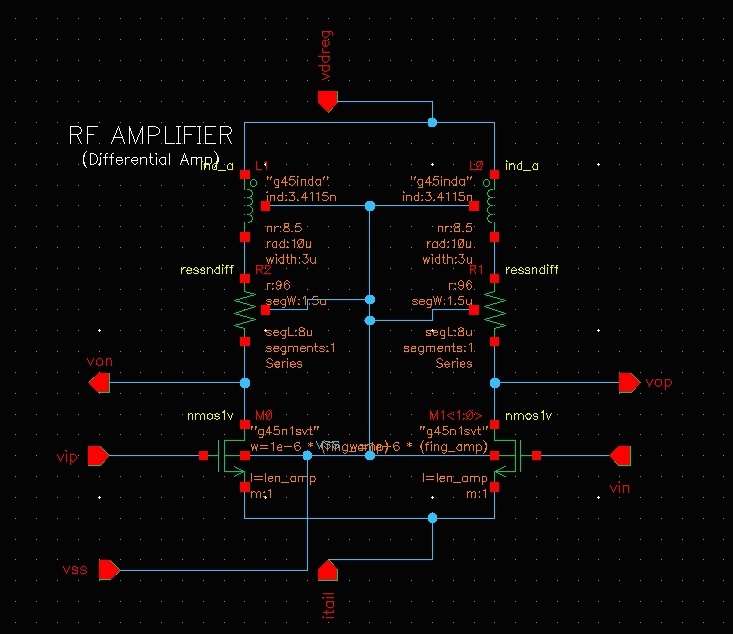 vddreg
RF AMPLIFIER
(Differential Amp)
ind_a
L1
L0
ind_a
"g45inda"
"g45inda"
ind:3.4115n
ind:3.4115n
nr:8.5
nr:8.5
rad:10u
rad:10u
width:3u
width:3u
ressndiff
R2
R1
ressndiff
r:96
r:96
segW:1.5u
segW:1.5u
segL:8u
segL:8u
segments:1
segments:1
Series
Series
von
vop
nmos1v
M0
M1<1:0>
nmos1v
"g45n1svt"
"g45n1svt"
vss
w=1e-6 * (fing_amp)
-6 * (fing_amp)
vip
l=len_amp
l=len_amp
m:1
m:1
vin
vss
itail